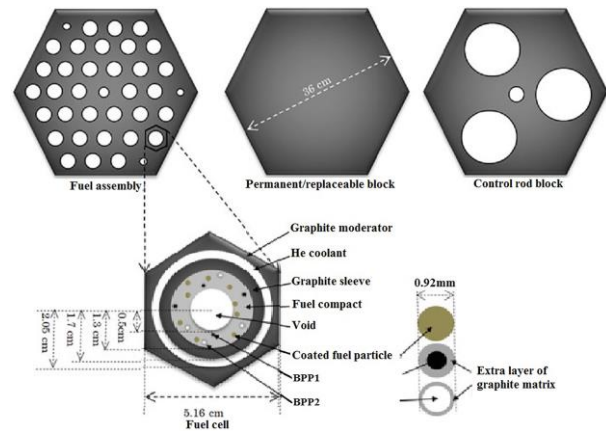 36 cm
Fuel assembly
Permanent/replaceable block
Control rod block
Graphite moderator
He coolant
Graphite sleeve
Fuel compact
Void
Coated fuel particle
BPP1
BPP2
2.05 cm
1.7 cm
1.3 cm
0.5cm
5.16 cm
Fuel cell
0.92mm
Extra layer of
graphite matrix